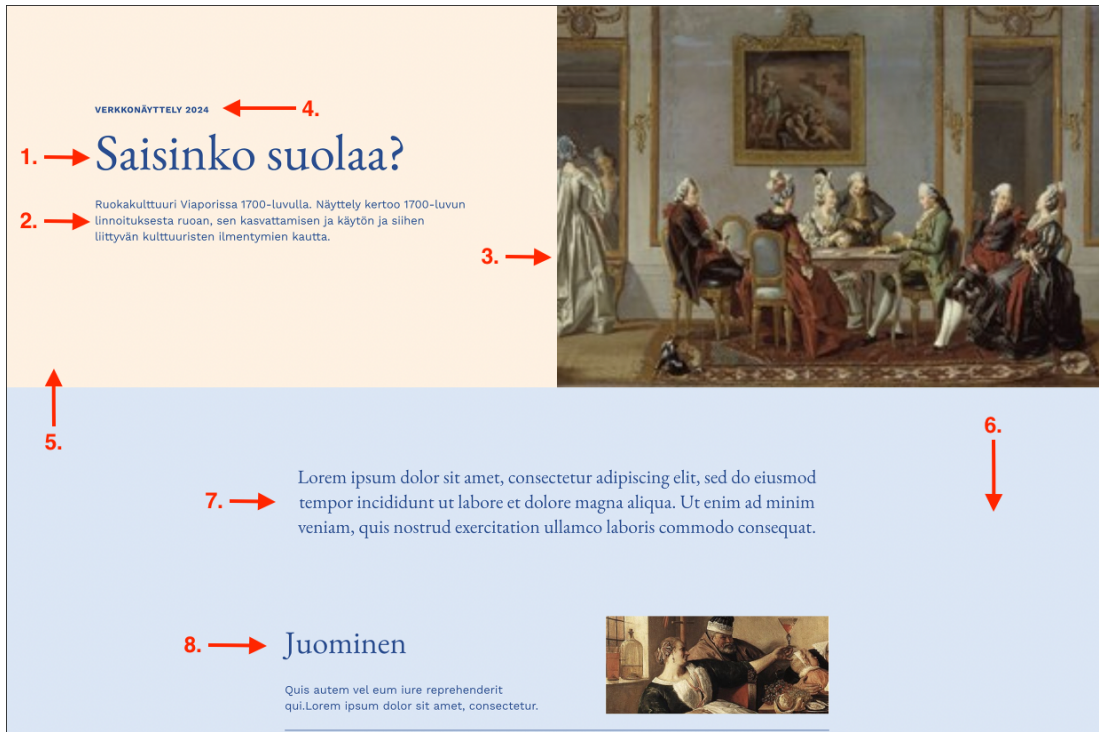 VERKKONÄYTTELY 2024
4.
1.
Saisinko suolaa?
2.
Ruokakulttuuri Viaporissa 1700-luvulla. Näyttely kertoo 1700-luvun
linnoituksesta ruoan, sen kasvattamisen ja käytön ja siihen
liittyvän kulttuuristen ilmentymien kautta.
3.
5.
6.
7.
Lorem ipsum dolor sit amet, consectetur adipiscing elit, sed do eiusmod
tempor incididunt ut labore et dolore magna aliqua. Ut enim ad minim
veniam, quis nostrud exercitation ullamco laboris commodo consequat.
8.
Juominen
Quis autem vel eum iure reprehenderit
qui.Lorem ipsum dolor sit amet, consectetur.